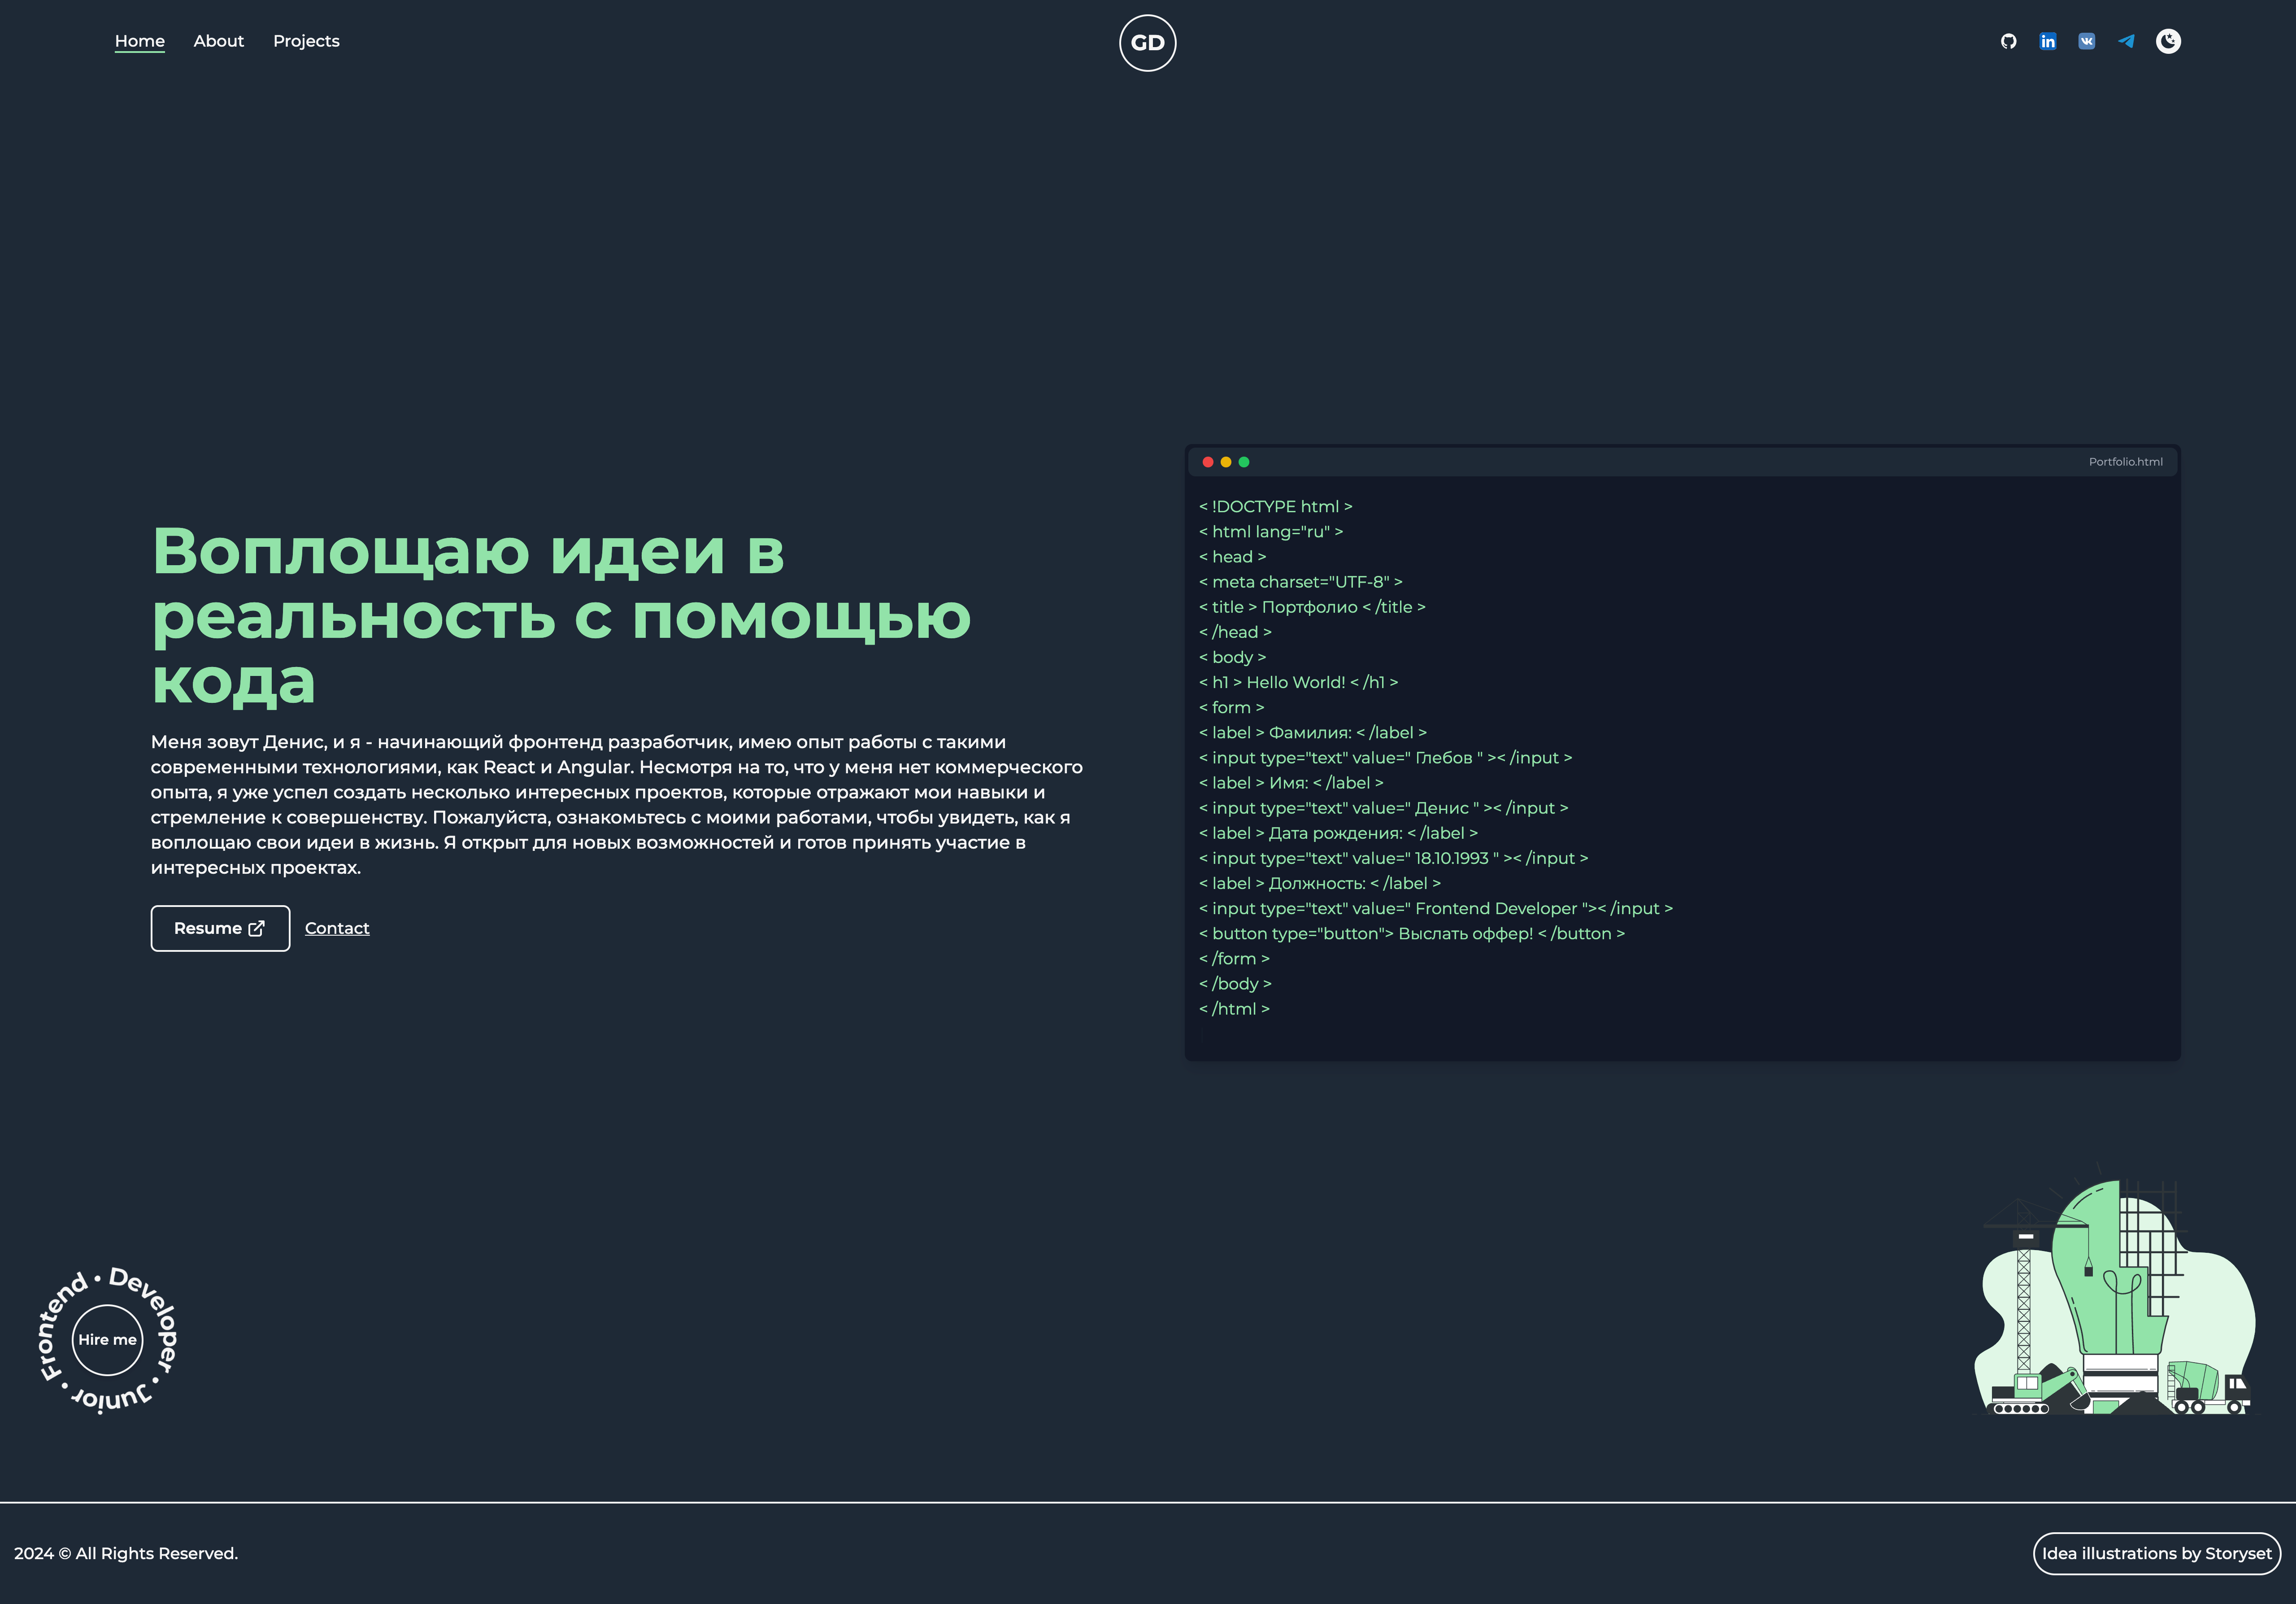 Home About Projects
GD
Воплощаю идеи в
реальность с помощью
кода
Меня зовут Денис, и я - начинающий фронтенд разработчик, имею опыт работы с такими
современными технологиями, как React и Angular. Несмотря на то, что у меня нет коммерческого
опыта, я уже успел создать несколько интересных проектов, которые отражают мои навыки и
стремление к совершенству. Пожалуйста, ознакомьтесь с моими работами, чтобы увидеть, как я
воплощаю свои идеи в жизнь. Я открыт для новых возможностей и готов принять участие в
интересных проектах.
Resume Contact
Portfolio.html
< !DOCTYPE html >
< html lang="ru" >
< head >
< meta charset="UTF-8" >
< title > Портфолио < /title >
< /head >
< body >
< h1 > Hello World! < /h1 >
< form >
< label > Фамилия: < /label >
< input type="text" value=" Глебов " >< /input >
< label > Имя: < /label >
< input type="text" value=" Денис " >< /input >
< label > Дата рождения: < /label >
< input type="text" value=" 18.10.1993 " >< /input >
< label > Должность: < /label >
< input type="text" value=" Frontend Developer ">< /input >
< button type="button"> Выслать оффер! < /button >
< /form >
< /body >
< /html >
Frontend • Developer • Junior •
Hire me
2024 © All Rights Reserved.
Idea illustrations by Storyset